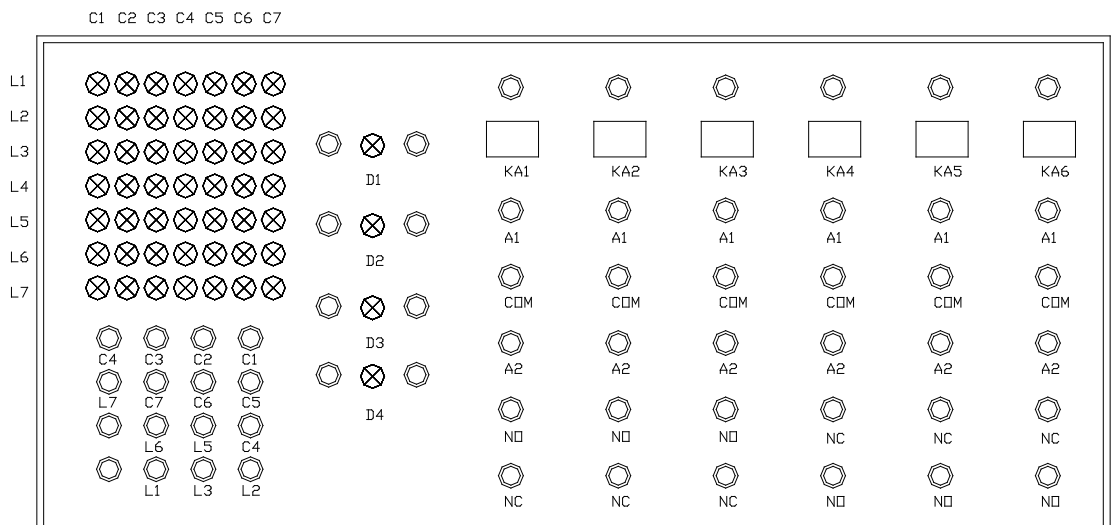 C1 C2 C3 C4 C5 C6 C7
L1
L2
L3
L4
L5
L6
L7
D1
D2
D3
D4
KA1 KA2 KA3 KA4 KA5 KA6
A1 A1 A1 A1 A1 A1
COM COM COM COM COM COM
A2 A2 A2 A2 A2 A2
NO NO NO NC NC NC
NC NC NC NO NO NO
C4 C3 C2 C1
L7 C7 C6 C5
L6 L5 C4
L1 L3 L2